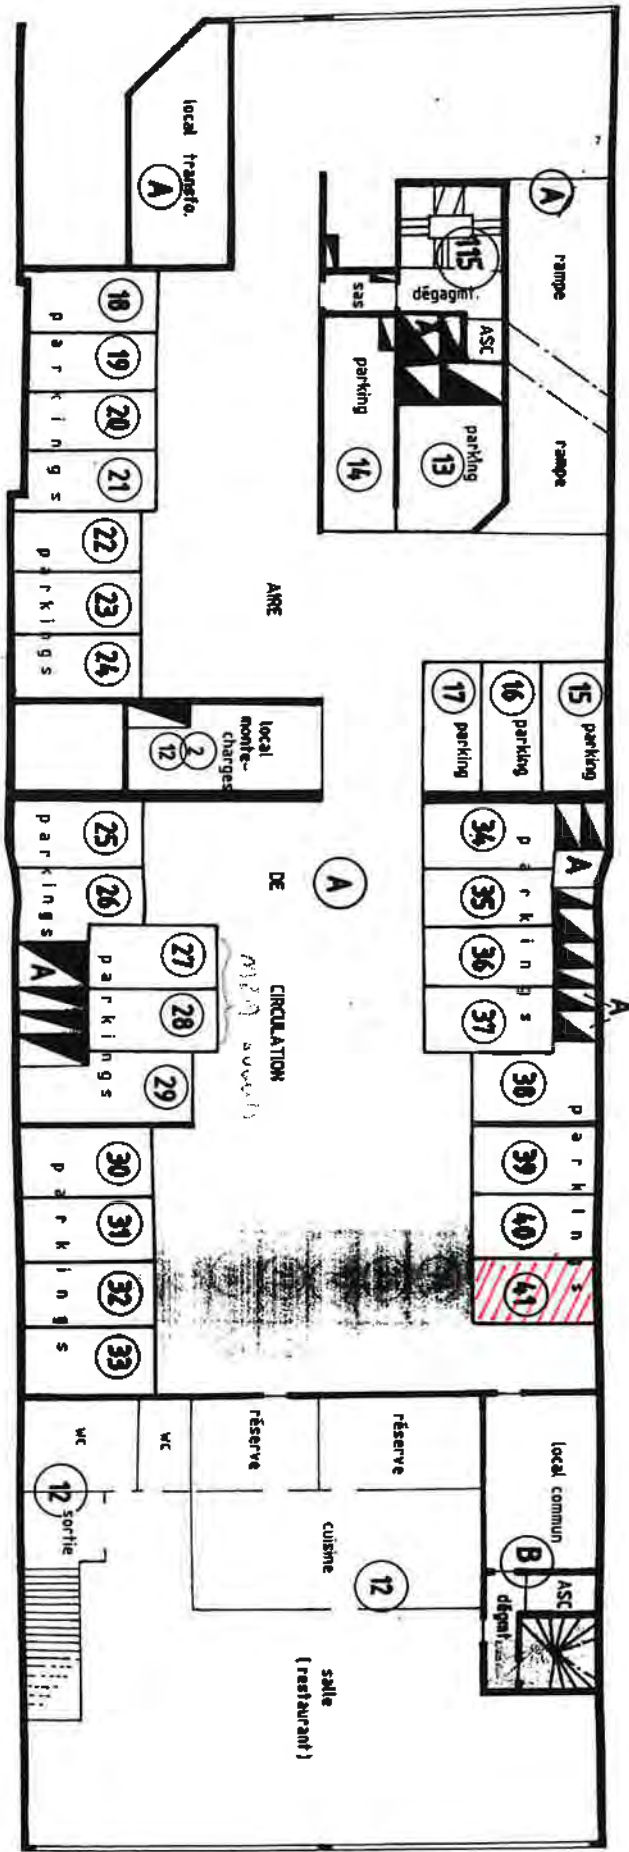 local transfo.
A
A
rampe
115
dégagmt.
sas
ASC
A
18
19
20
21
parkings
parking
14
parking
13
rampe
22
23
24
parkings
AIRE
17 parking
16 parking
15 parking
local
monte-
charges
2
12
25
26
parkings
DE
A
34
35
36
37
parkings
A
A
A
27
28
29
parkings
CIRCULATION
38
39
40
41
parkings
30
31
32
33
parkings
wc
wc
réserve
réserve
local commun
12 sortie
cuisine
12
B
ASC
dégmt
salle
(restaurant)